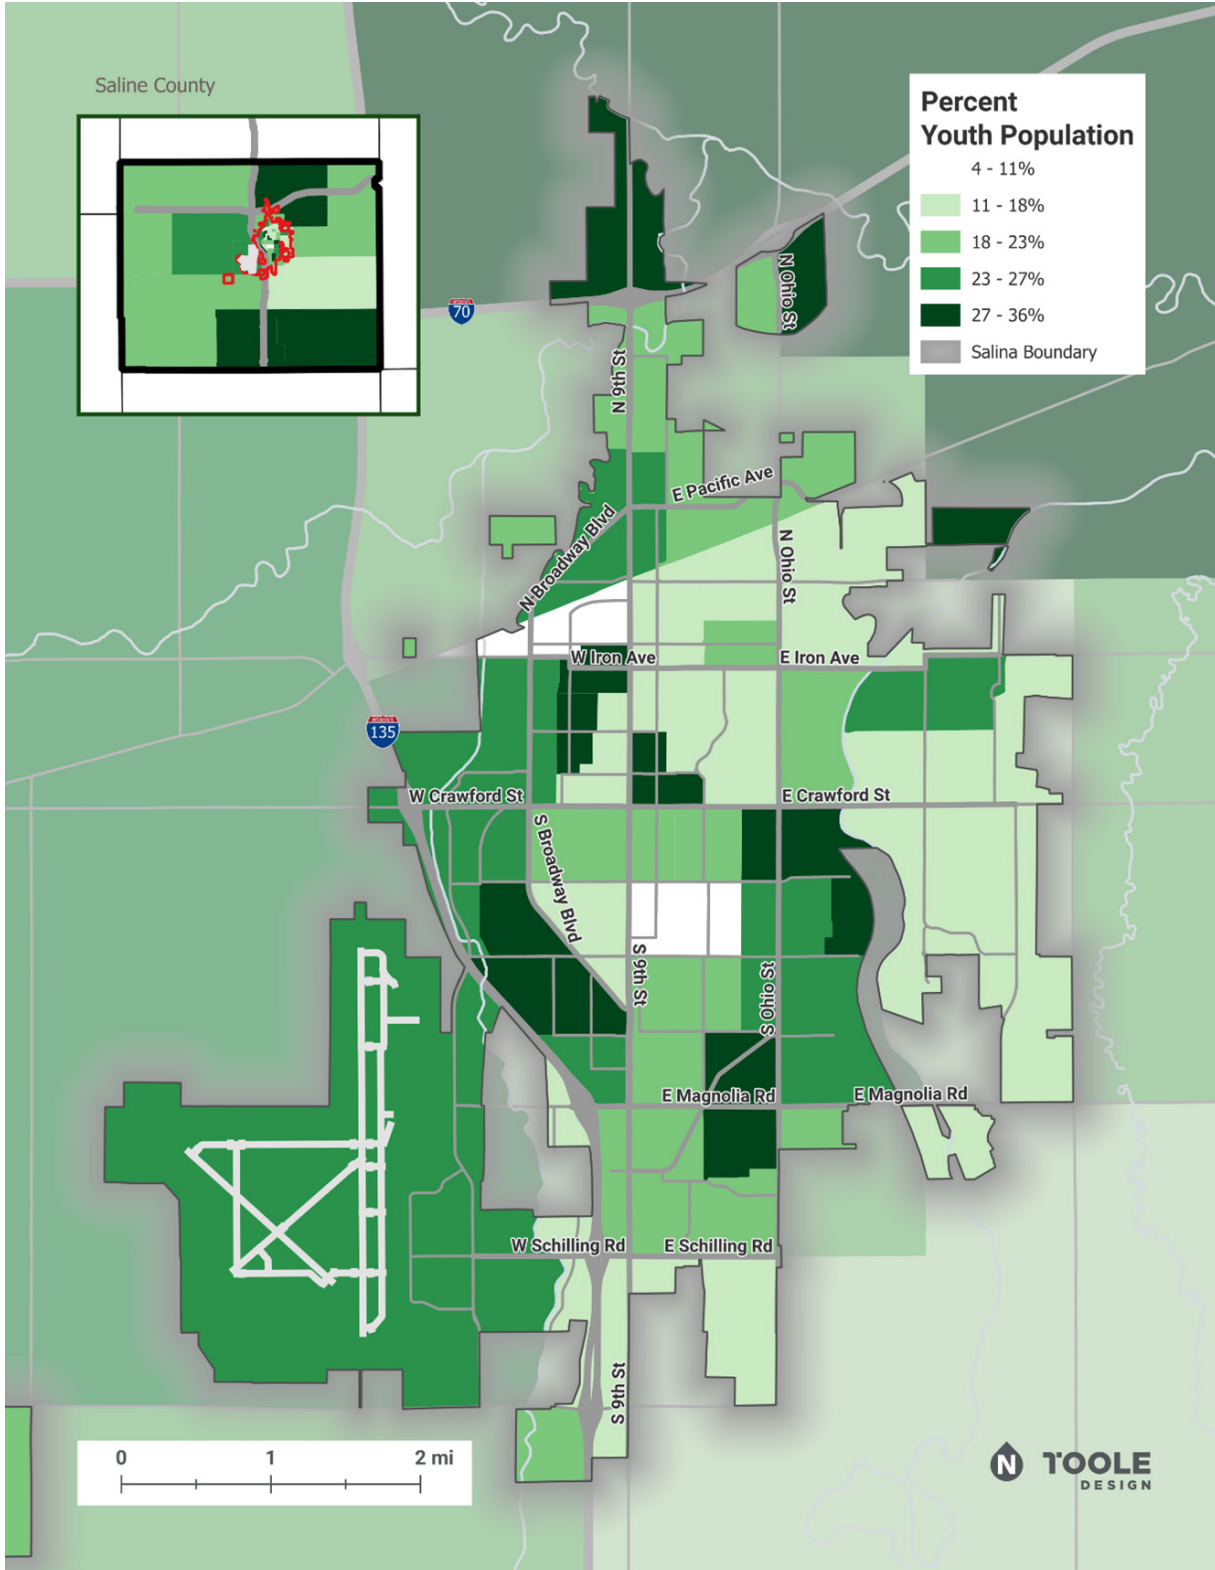 Saline County
Percent
Youth Population
4 - 11%
11 - 18%
18 - 23%
23 - 27%
27 - 36%
Salina Boundary
70
N Ohio St
N 9th St
E Pacific Ave
N Broadway Blvd
N Ohio St
W Iron Ave
E Iron Ave
135
W Crawford St
E Crawford St
S Broadway Blvd
S 9th St
S Ohio St
E Magnolia Rd
E Magnolia Rd
W Schilling Rd
E Schilling Rd
S 9th St
0 1 2 mi
N
TOOLE
DESIGN